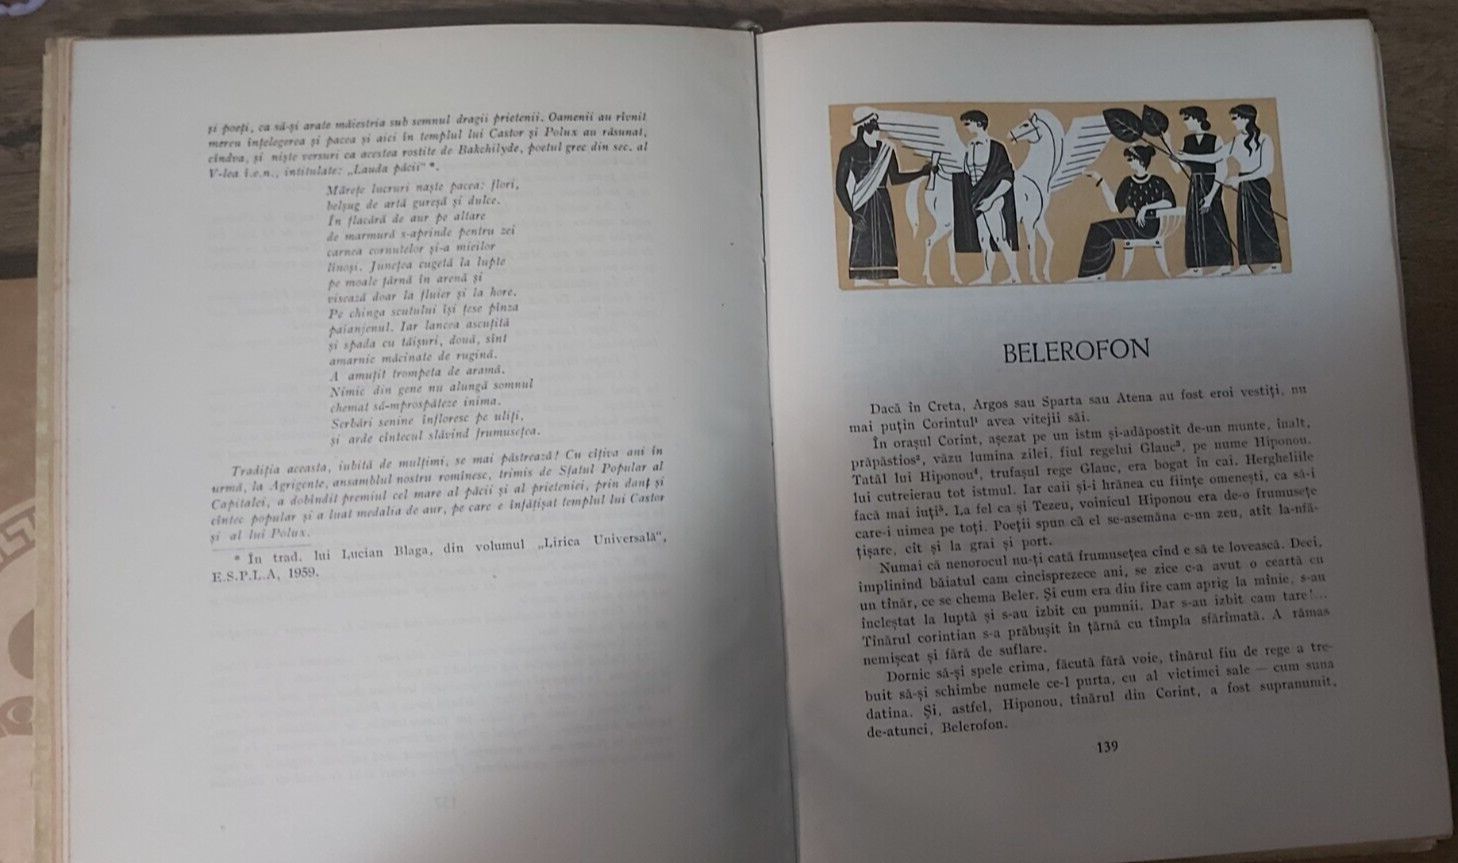 și poeți, ca să-și arate măiestria sub semnul dragii prietenii. Oamenii au rîvnit
mereu înțelegerea și pacea și aici în templul lui Castor și Polux au răsunat,
cîndva, și niște versuri ca acestea rostite de Bakchilyde, poetul grec din sec. al
V-lea î.e.n., intitulate: „Lauda păcii“*.
Mărețe lucruri naște pacea: flori,
belșug de artă gureșă și dulce.
În flacără de aur pe altare
de marmură s-aprinde pentru zei
carnea cornutelor și-a micilor
lînoși. Junețea cugetă la lupte
pe moale țărnă în arenă și
visează doar la fluier și la hore.
Pe chinga scutului își țese pînza
paianjenul. Iar lancea ascuțită
și spada cu tăișuri, două, sînt
amarnic măcinate de rugină.
A amuțit trompeta de aramă.
Nimic din gene nu alungă somnul
chemat să-mprospăteze inima.
Serbări senine înfloresc pe uliți,
și arde cîntecul slăvind frumusețea.
Tradiția aceasta, iubită de mulțimi, se mai păstrează! Cu cîțiva ani în
urmă, la Agrigente, ansamblul nostru romînesc, trimis de Sfatul Popular al
Capitalei, a dobîndit premiul cel mare al păcii și al prieteniei, prin danț și
cîntec popular și a luat medalia de aur, pe care e înfățișat templul lui Castor
și al lui Polux.
* În trad. lui Lucian Blaga, din volumul „Lirica Universală“,
E.S.P.L.A, 1959.
BELEROFON
Dacă în Creta, Argos sau Sparta sau Atena au fost eroi vestiți, nu
mai puțin Corintul¹ avea vitejii săi.
În orașul Corint, așezat pe un istm și-adăpostit de-un munte, înalt,
prăpăstios², văzu lumina zilei, fiul regelui Glauc³, pe nume Hiponou.
Tatăl lui Hiponou⁴, trufașul rege Glauc, era bogat în cai. Hergheliile
lui cutreierau tot istmul. Iar caii și-i hrănea cu ființe omenești, ca să-i
facă mai iuți⁵. La fel ca și Tezeu, voinicul Hiponou era de-o frumusețe
care-i uimea pe toți. Poeții spun că el se-asemăna c-un zeu, atît la-nfă-
țișare, cît și la grai și port.
Numai că nenorocul nu-ți cată frumusețea cînd e să te lovească. Deci,
împlinind băiatul cam cincisprezece ani, se zice c-a avut o ceartă cu
un tînăr, ce se chema Beler. Și cum era din fire cam aprig la mînie, s-au
încleștat la luptă și s-au izbit cu pumnii. Dar s-au izbit cam tare!...
Tînărul corintian s-a prăbușit în țărnă cu tîmpla sfărîmată. A rămas
nemișcat și fără de suflare.
Dornic să-și spele crima, făcută fără voie, tînărul fiu de rege a tre-
buit să-și schimbe numele ce-l purta, cu al victimei sale — cum suna
datina. Și, astfel, Hiponou, tînărul din Corint, a fost supranumit,
de-atunci, Belerofon.
139